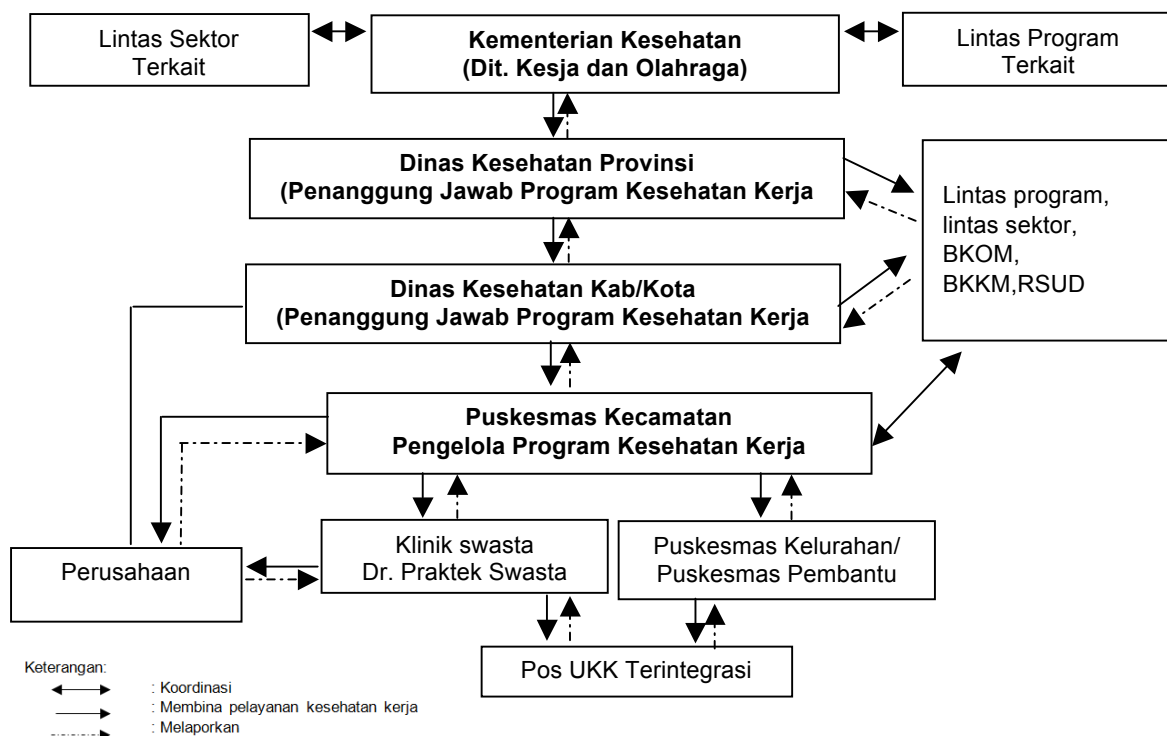 Lintas Sektor
Terkait
Kementerian Kesehatan
(Dit. Kesja dan Olahraga)
Lintas Program
Terkait
Dinas Kesehatan Provinsi
(Penanggung Jawab Program Kesehatan Kerja
Lintas program,
lintas sektor,
BKOM,
BKKM,RSUD
Dinas Kesehatan Kab/Kota
(Penanggung Jawab Program Kesehatan Kerja
Puskesmas Kecamatan
Pengelola Program Kesehatan Kerja
Perusahaan
Klinik swasta
Dr. Praktek Swasta
Puskesmas Kelurahan/
Puskesmas Pembantu
Pos UKK Terintegrasi
Keterangan:
: Koordinasi
: Membina pelayanan kesehatan kerja
: Melaporkan